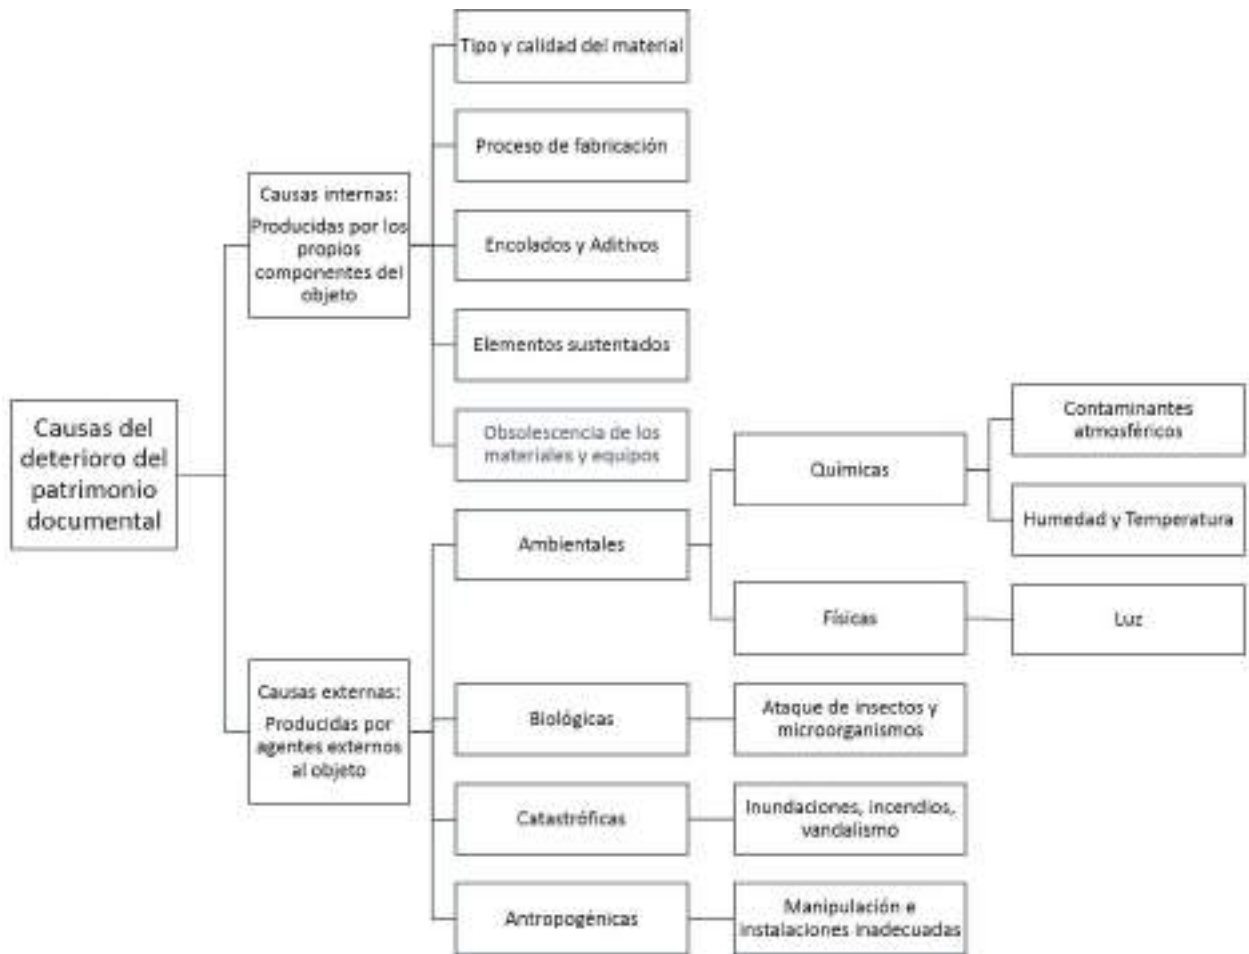 Causas del
deterioro del
patrimonio
documental
Causas internas:
Producidas por los
propios
componentes del
objeto
Tipo y calidad del material
Proceso de fabricación
Encolados y Aditivos
Elementos sustentados
Obsolescencia de los
materiales y equipos
Causas externas:
Producidas por
agentes externos
al objeto
Ambientales
Químicas
Contaminantes
atmosféricos
Humedad y Temperatura
Físicas
Luz
Biológicas
Ataque de insectos y
microorganismos
Catastróficas
Inundaciones, incendios,
vandalismo
Antropogénicas
Manipulación e
instalaciones inadecuadas